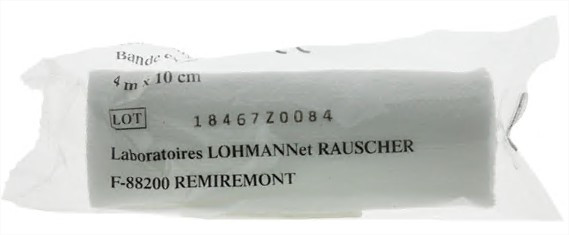 Bande
4 m x 10 cm
LOT 18467Z0084
Laboratoires LOHMANNet RAUSCHER
F-88200 REMIREMONT